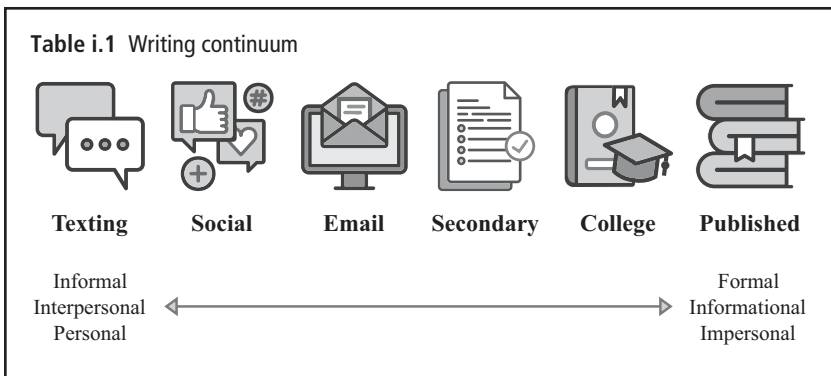 Table i.1 Writing continuum
#
Texting Social Email Secondary College Published
Informal
Interpersonal
Personal
Formal
Informational
Impersonal